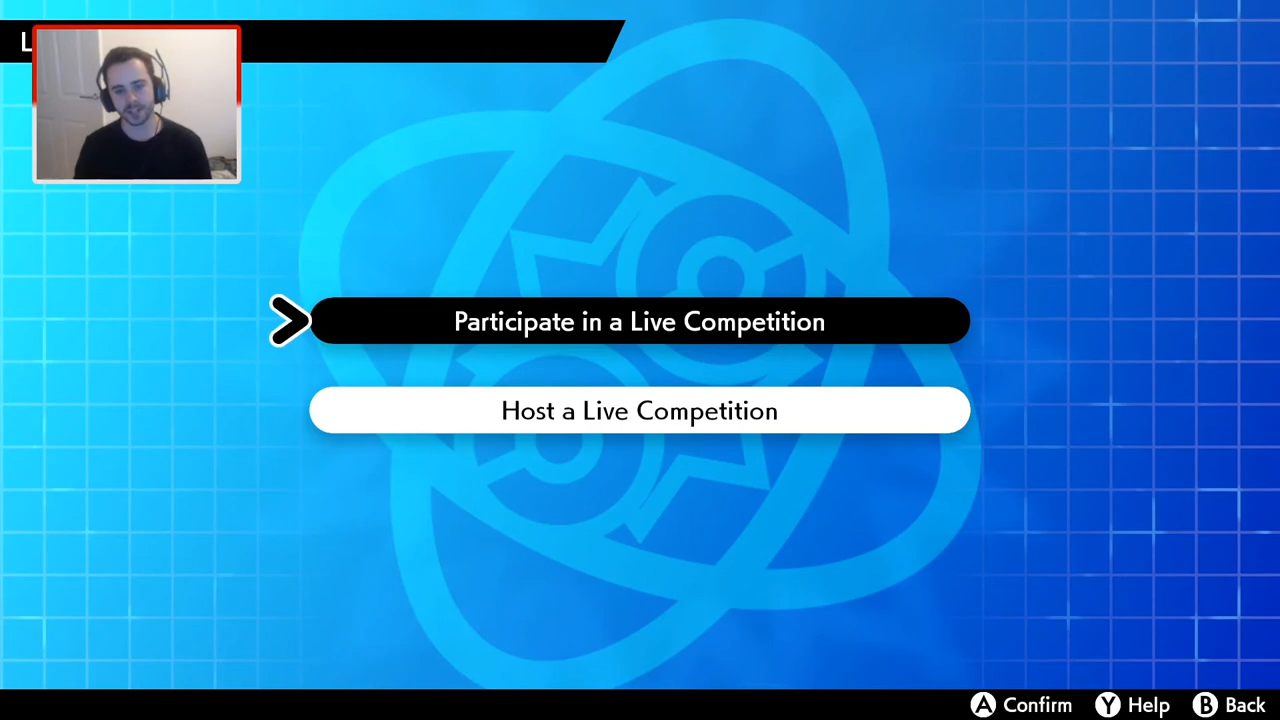 Participate in a Live Competition
Host a Live Competition
A Confirm Y Help B Back